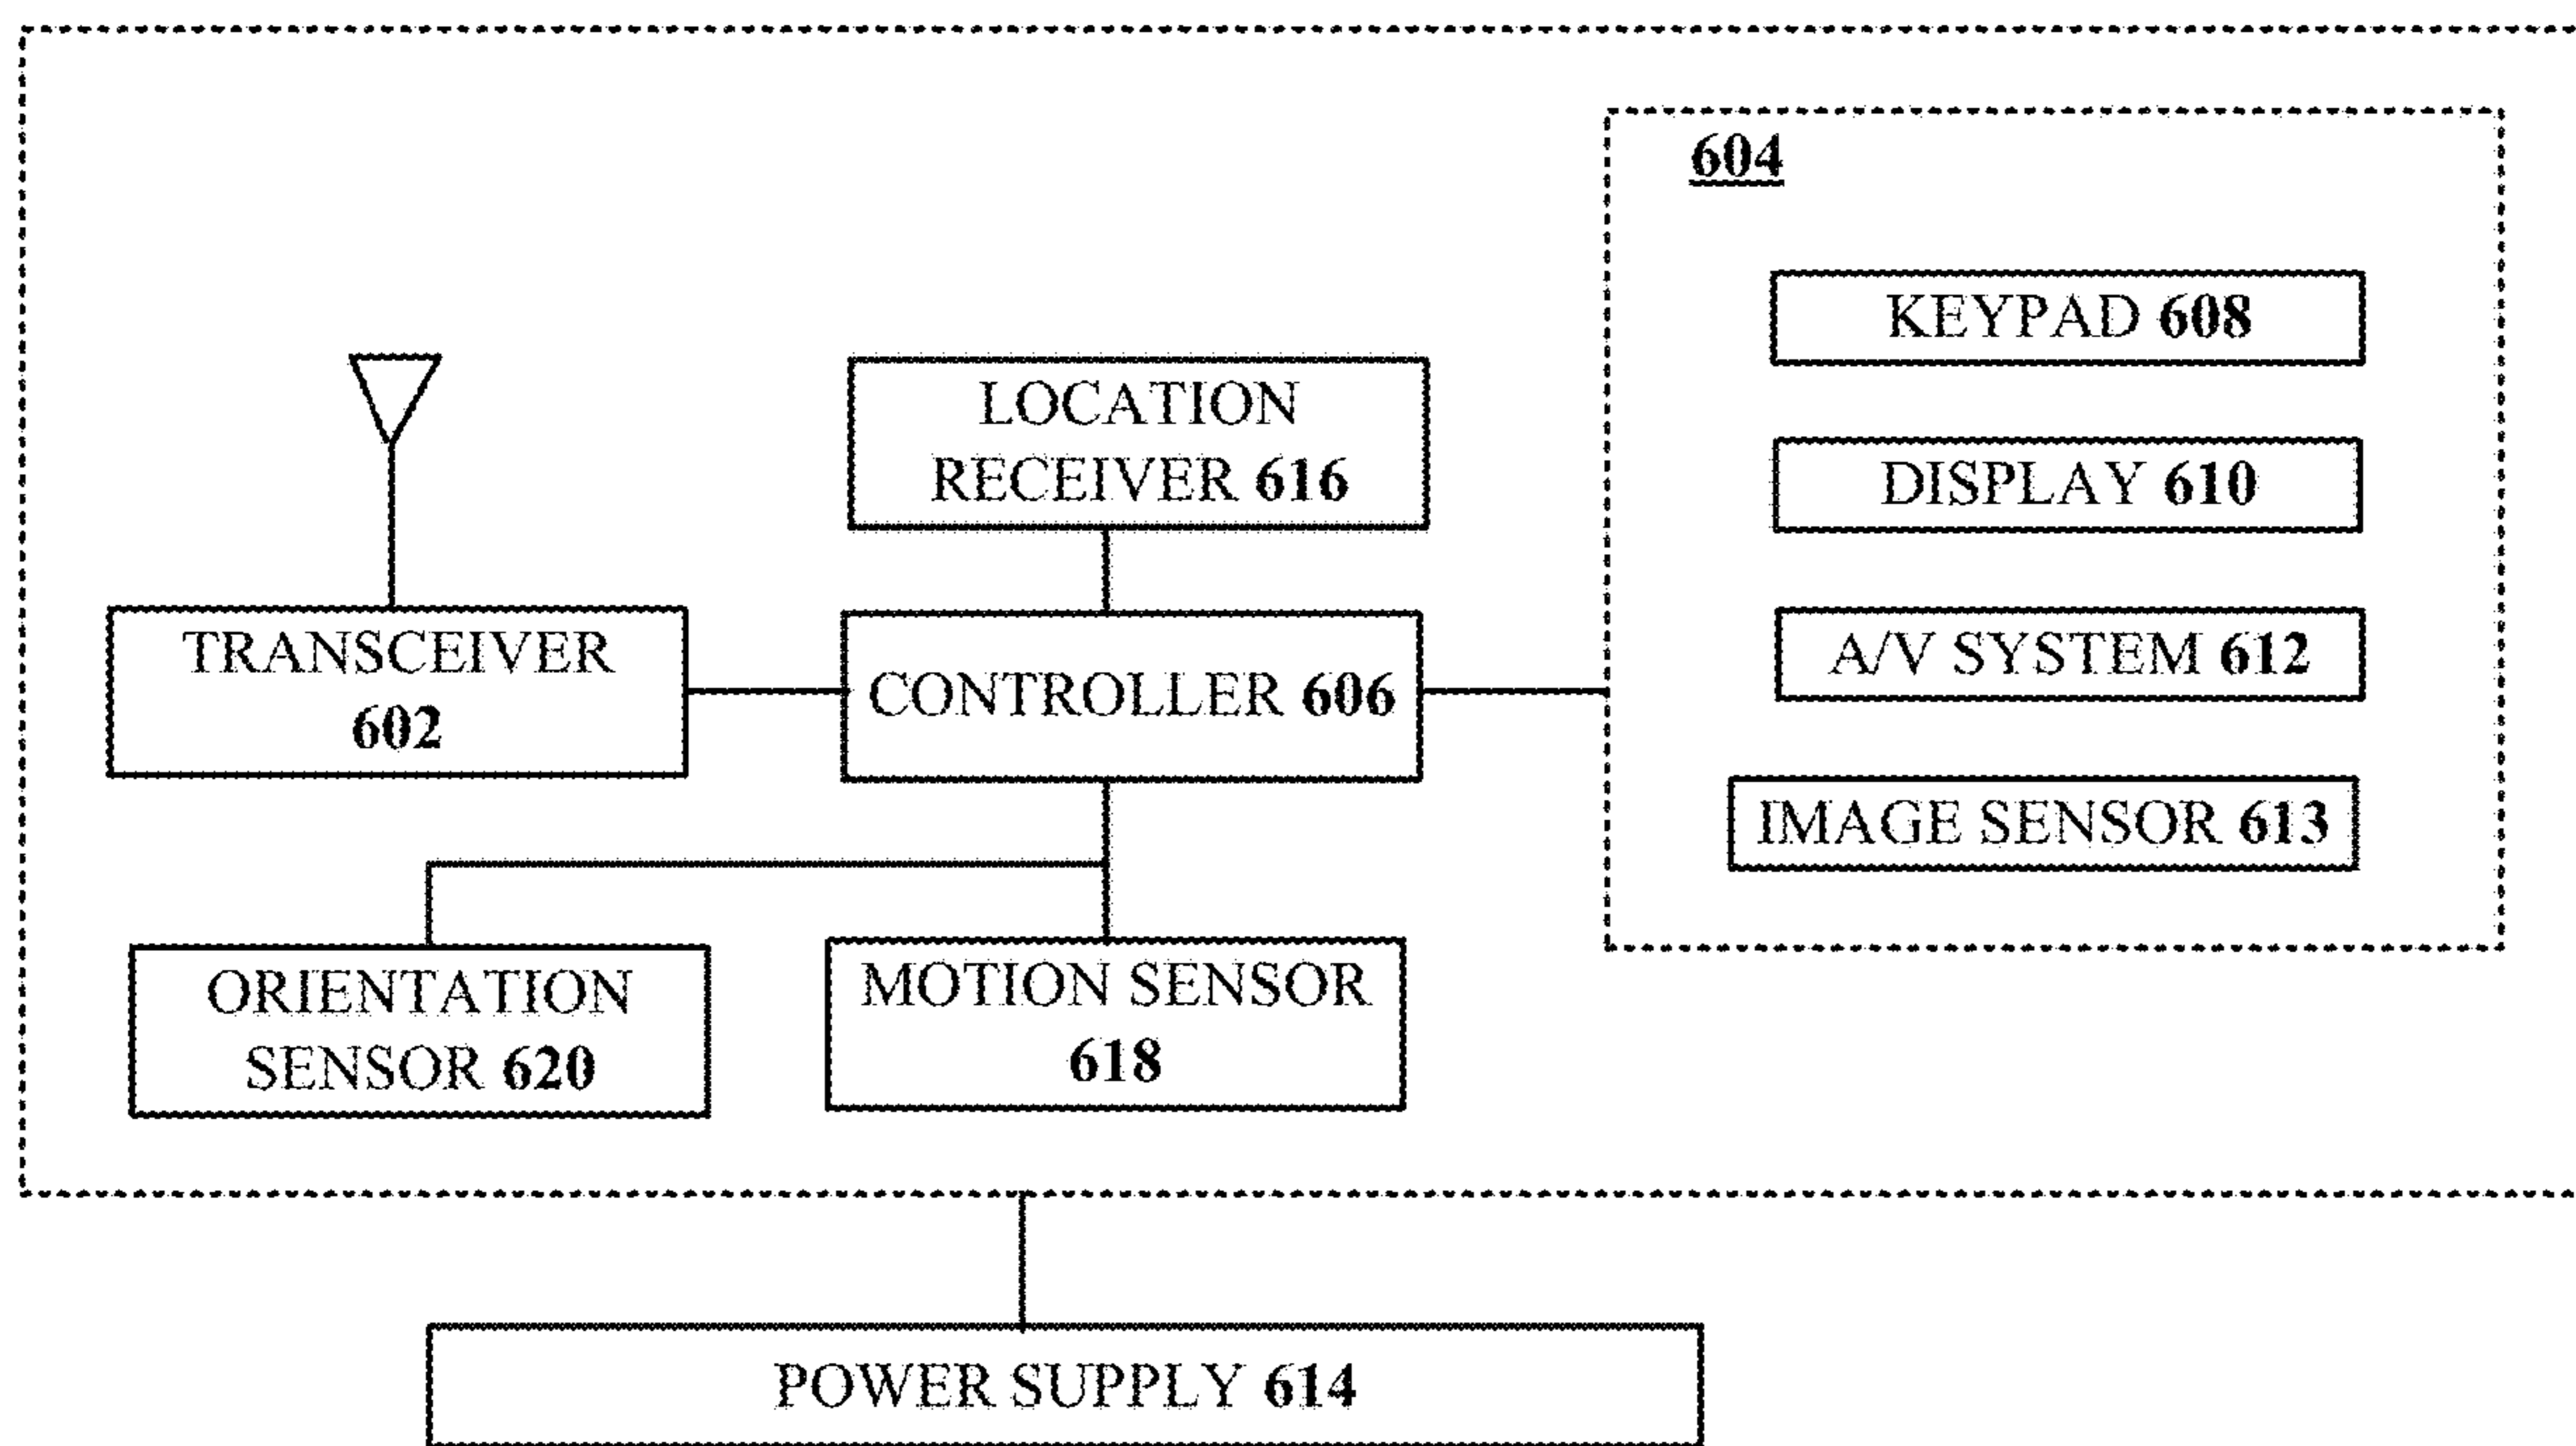 604
KEYPAD 608
DISPLAY 610
A/V SYSTEM 612
IMAGE SENSOR 613
LOCATION
RECEIVER 616
TRANSCEIVER
602
CONTROLLER 606
ORIENTATION
SENSOR 620
MOTION SENSOR
618
POWER SUPPLY 614